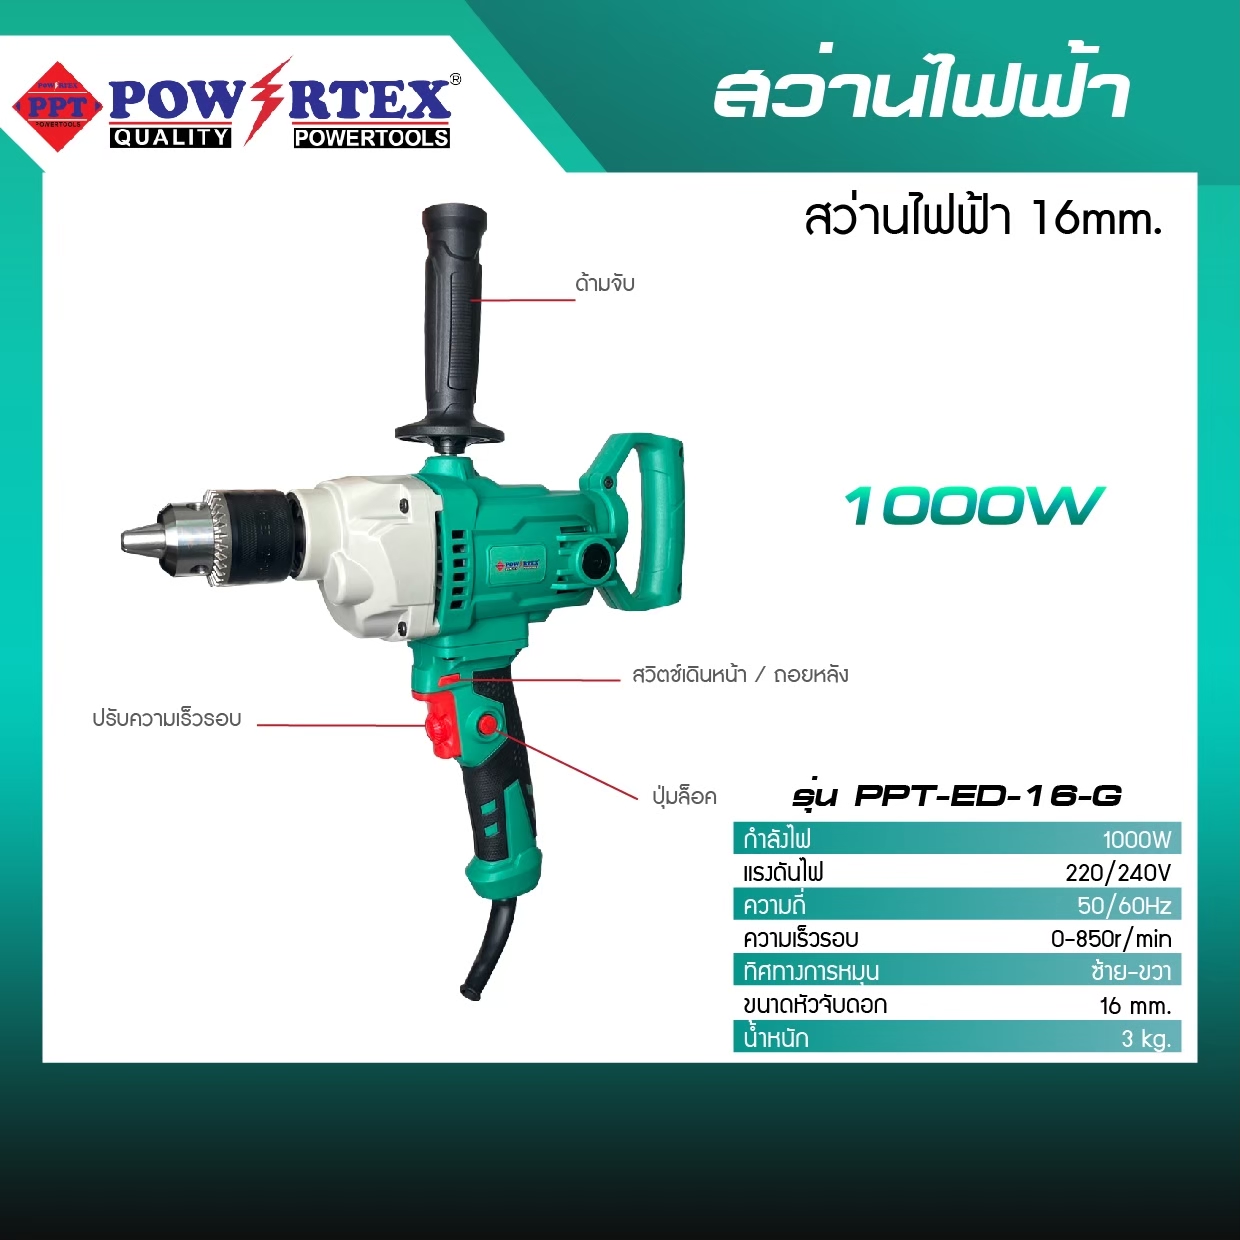 POWERTEX®
PPT
POWERTOOLS
QUALITY
POWERTOOLS
สว่านไฟฟ้า
สว่านไฟฟ้า 16mm.
ด้ามจับ
1000W
POWERTEX
สวิตซ์เดินหน้า / ถอยหลัง
ปรับความเร็วรอบ
ปุ่มล็อค
รุ่น PPT-ED-16-G
กำลังไฟ 1000W
แรงดันไฟ 220/240V
ความถี่ 50/60Hz
ความเร็วรอบ 0-850r/min
ทิศทางการหมุน ซ้าย-ขวา
ขนาดหัวจับดอก 16 mm.
น้ำหนัก 3 kg.